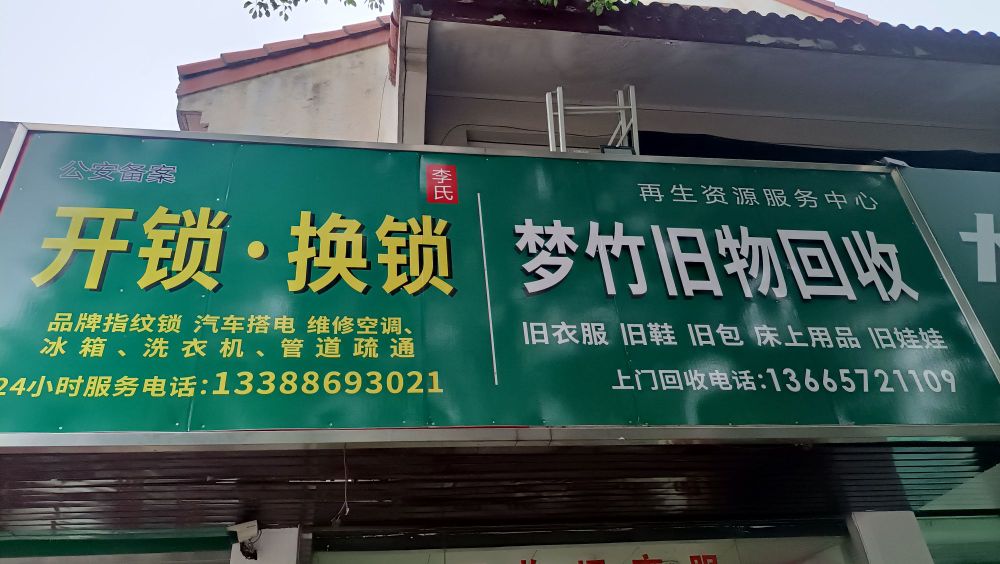 公安备案
李氏
开锁·换锁
品牌指纹锁 汽车搭电 维修空调、
冰箱、洗衣机、管道疏通
24小时服务电话:13388693021
再生资源服务中心
梦竹旧物回收
旧衣服 旧鞋 旧包 床上用品 旧娃娃
上门回收电话:13665721109